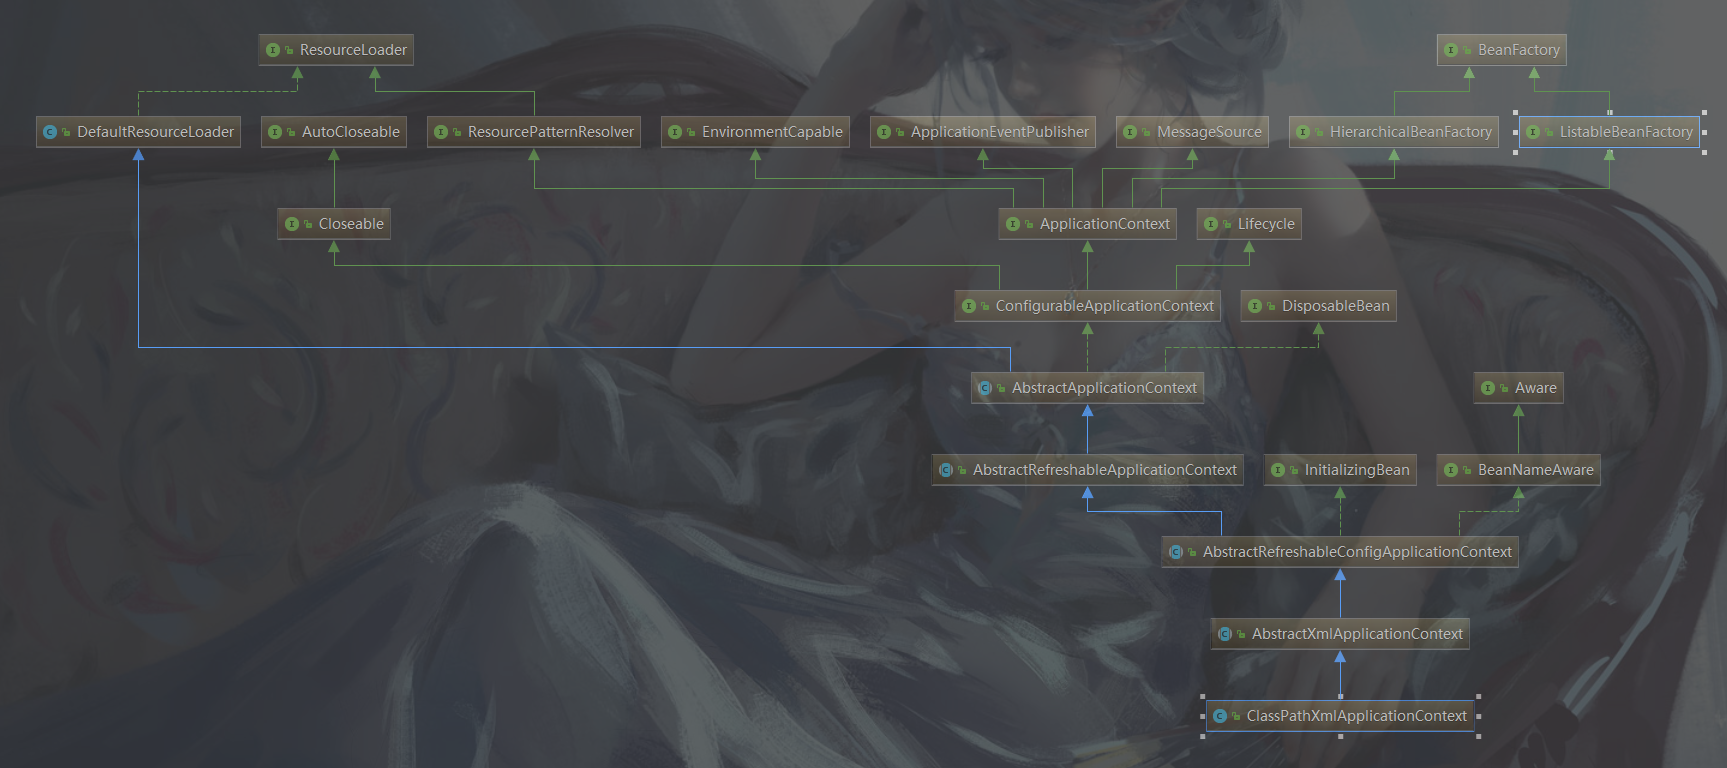 ResourceLoader
BeanFactory
DefaultResourceLoader
AutoCloseable
ResourcePatternResolver
EnvironmentCapable
ApplicationEventPublisher
MessageSource
HierarchicalBeanFactory
ListableBeanFactory
Closeable
ApplicationContext
Lifecycle
ConfigurableApplicationContext
DisposableBean
AbstractApplicationContext
Aware
AbstractRefreshableApplicationContext
InitializingBean
BeanNameAware
AbstractRefreshableConfigApplicationContext
AbstractXmlApplicationContext
ClassPathXmlApplicationContext